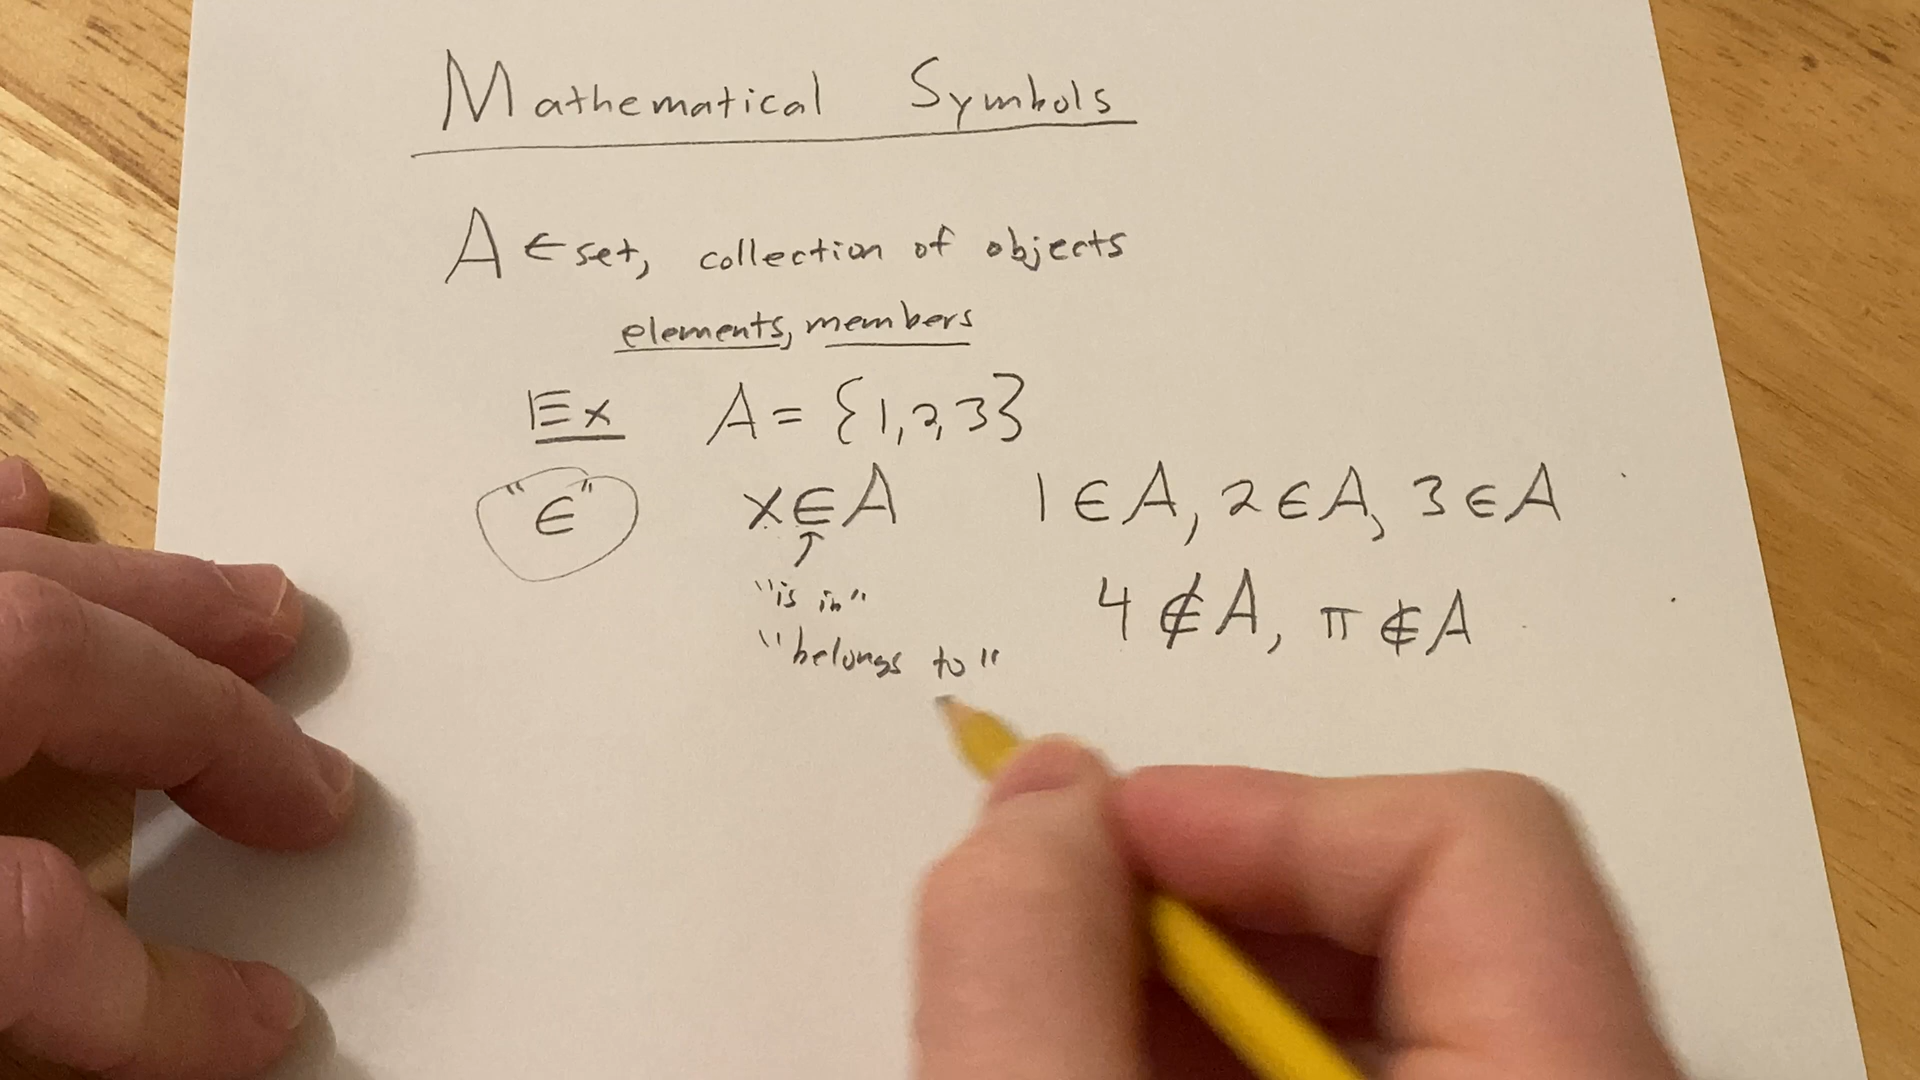 Mathematical Symbols
A ← set, collection of objects
elements, members
Ex A = {1,2,3}
"∈" x∈A 1∈A, 2∈A, 3∈A
↑
"is in" 4∉A, π∉A
"belongs to"